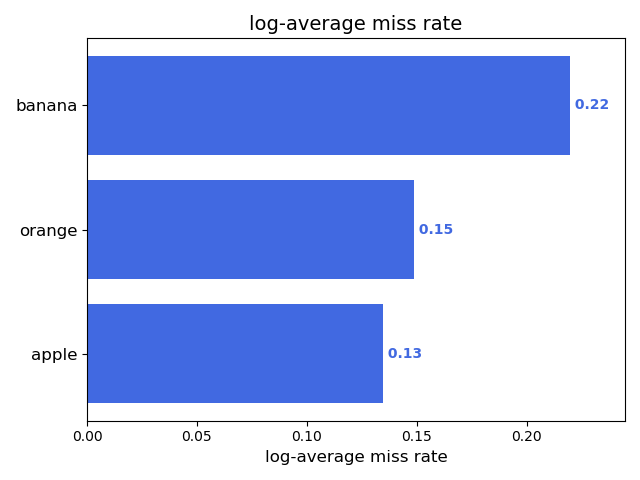 log-average miss rate
banana
0.22
orange
0.15
apple
0.13
0.00 0.05 0.10 0.15 0.20
log-average miss rate